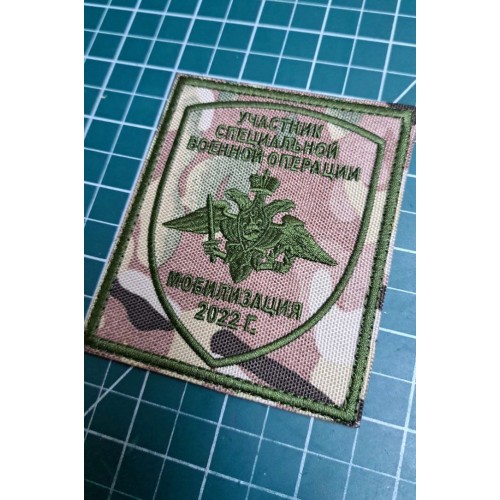 УЧАСТНИК
СПЕЦИАЛЬНОЙ
ВОЕННОЙ ОПЕРАЦИИ
МОБИЛИЗАЦИЯ
2022 Г.